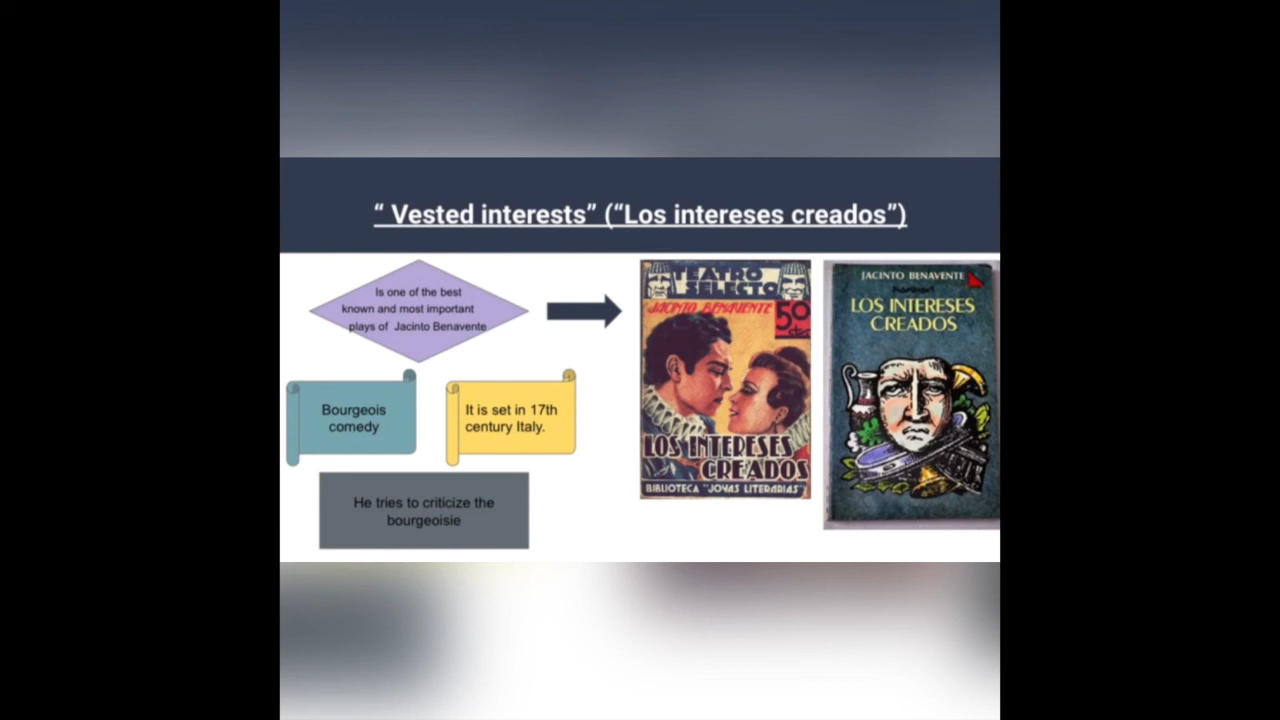 “ Vested interests” (“Los intereses creados”)
Is one of the best
known and most important
plays of Jacinto Benavente
Bourgeois
comedy
It is set in 17th
century Italy.
He tries to criticize the
bourgeoisie
TEATRO
SELECTO
JACINTO BENAVENTE
50
cts
LOS INTERESES
CREADOS
BIBLIOTECA "JOYAS LITERARIAS"
JACINTO BENAVENTE
LOS INTERESES
CREADOS